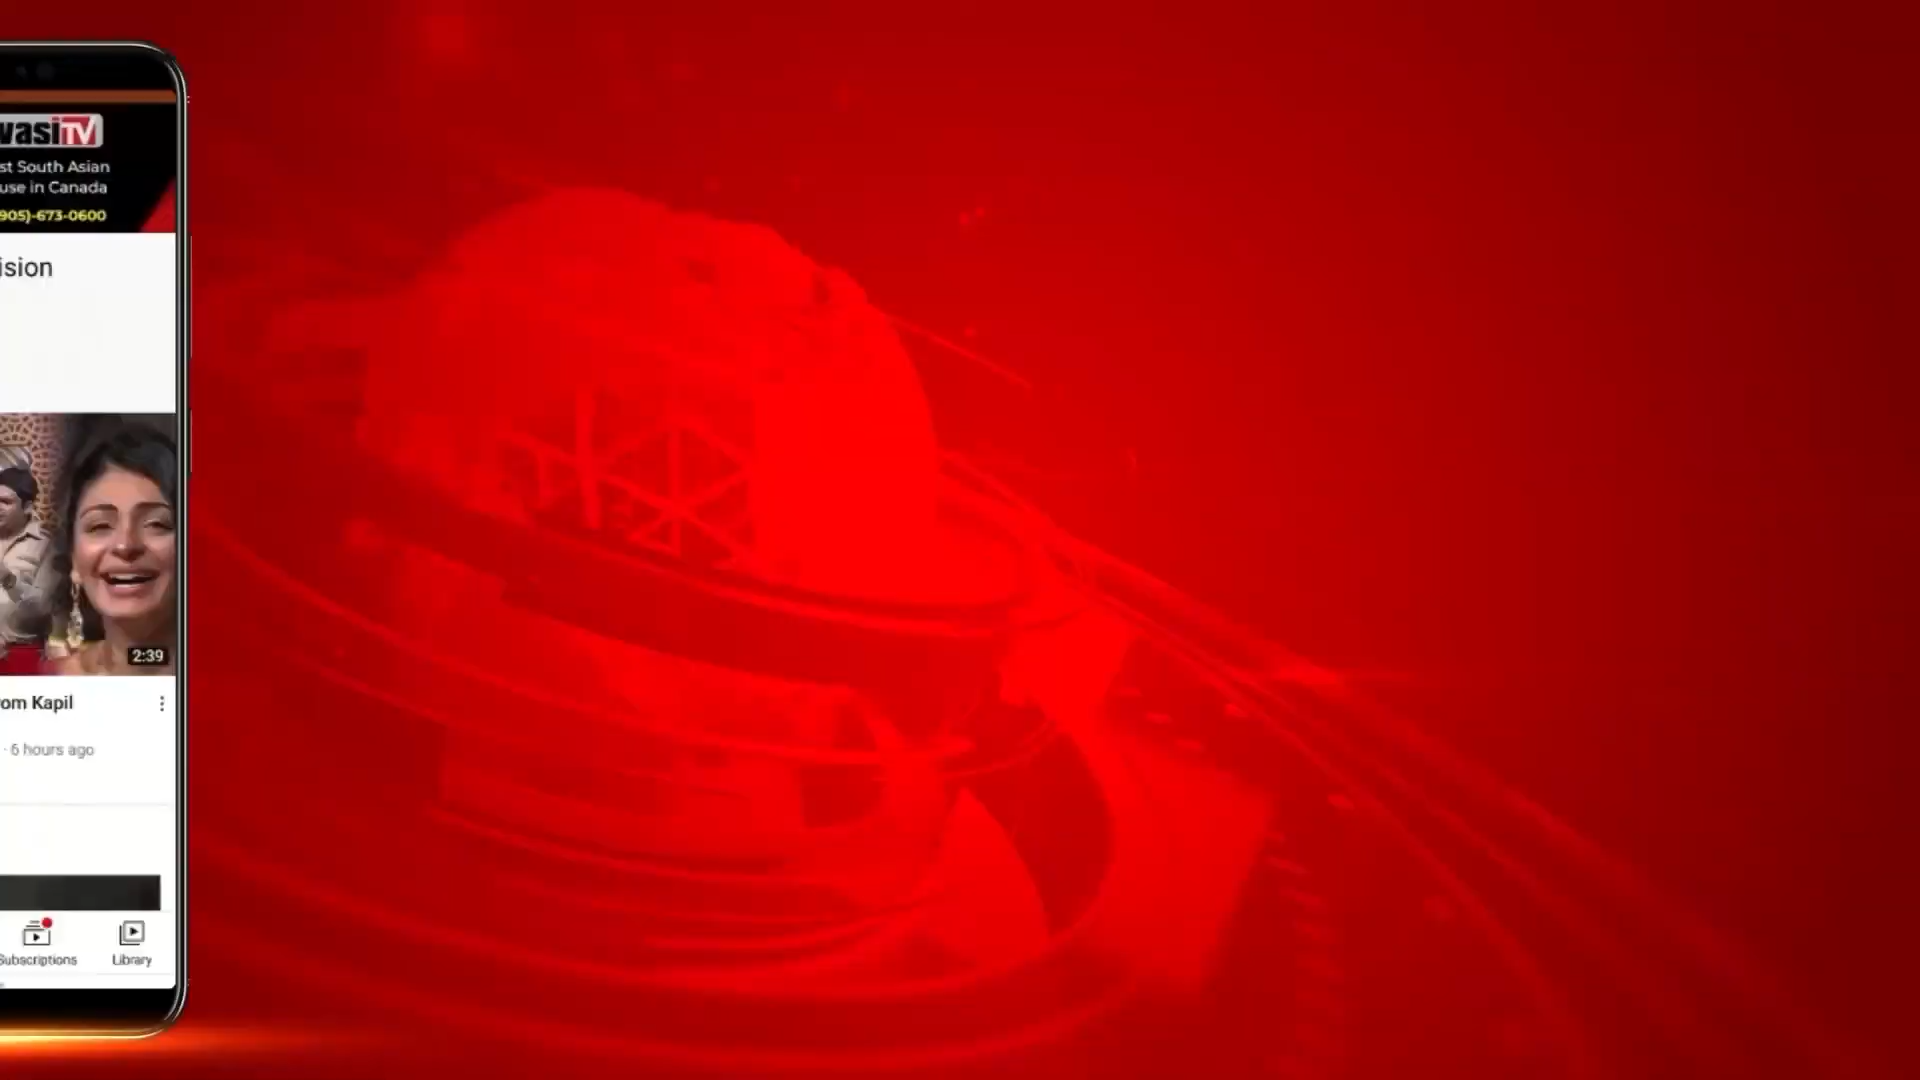 wasiTV
st South Asian
use in Canada
905)-673-0600
ision
2:39
om Kapil
· 6 hours ago
Subscriptions
Library